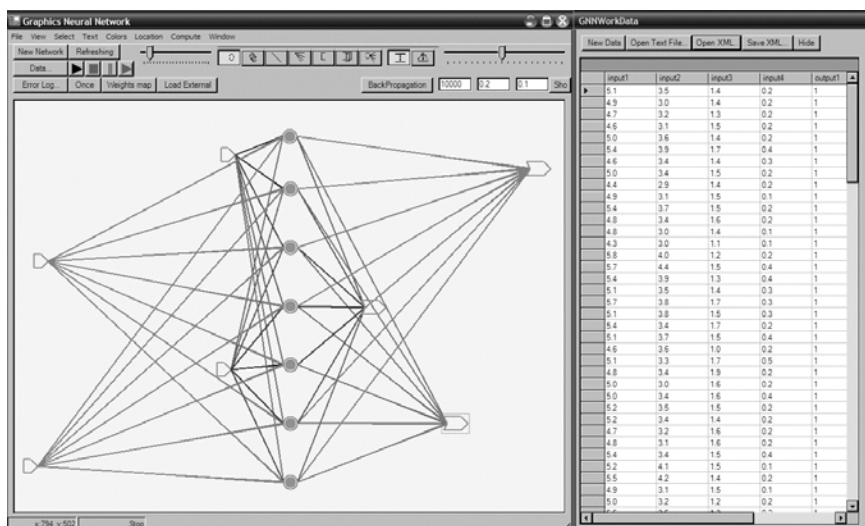 Graphics Neural Network
File View Select Text Colors Location Compute Window
New Network Refreshing
Data...
Error Log... Once Weights map Load External
BackPropagation 10000 0.2 0.1 Sho
x:794 y:502 Stop
GNNWorkData
New Data Open Text File... Open XML Save XML... Hide
input1 input2 input3 input4 output1
5.1 3.5 1.4 0.2 1
4.9 3.0 1.4 0.2 1
4.7 3.2 1.3 0.2 1
4.6 3.1 1.5 0.2 1
5.0 3.6 1.4 0.2 1
5.4 3.9 1.7 0.4 1
4.6 3.4 1.4 0.3 1
5.0 3.4 1.5 0.2 1
4.4 2.9 1.4 0.2 1
4.9 3.1 1.5 0.1 1
5.4 3.7 1.5 0.2 1
4.8 3.4 1.6 0.2 1
4.8 3.0 1.4 0.1 1
4.3 3.0 1.1 0.1 1
5.8 4.0 1.2 0.2 1
5.7 4.4 1.5 0.4 1
5.4 3.9 1.3 0.4 1
5.1 3.5 1.4 0.3 1
5.7 3.8 1.7 0.3 1
5.1 3.8 1.5 0.3 1
5.4 3.4 1.7 0.2 1
5.1 3.7 1.5 0.4 1
4.6 3.6 1.0 0.2 1
5.1 3.3 1.7 0.5 1
4.8 3.4 1.9 0.2 1
5.0 3.0 1.6 0.2 1
5.0 3.4 1.6 0.4 1
5.2 3.5 1.5 0.2 1
5.2 3.4 1.4 0.2 1
4.7 3.2 1.6 0.2 1
4.8 3.1 1.6 0.2 1
5.4 3.4 1.5 0.4 1
5.2 4.1 1.5 0.1 1
5.5 4.2 1.4 0.2 1
4.9 3.1 1.5 0.1 1
5.0 3.2 1.2 0.2 1